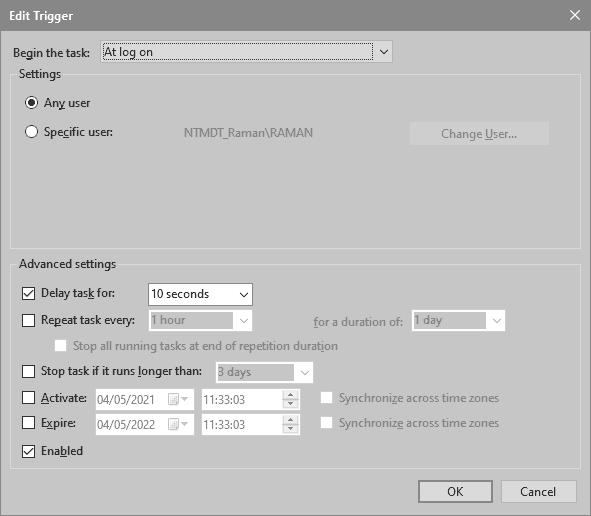 Edit Trigger
Begin the task: At log on
Settings
Any user
Specific user: NTMDT_Raman\RAMAN Change User...
Advanced settings
Delay task for: 10 seconds
Repeat task every: 1 hour for a duration of: 1 day
Stop all running tasks at end of repetition duration
Stop task if it runs longer than: 3 days
Activate: 04/05/2021 11:33:03 Synchronize across time zones
Expire: 04/05/2022 11:33:03 Synchronize across time zones
Enabled
OK Cancel